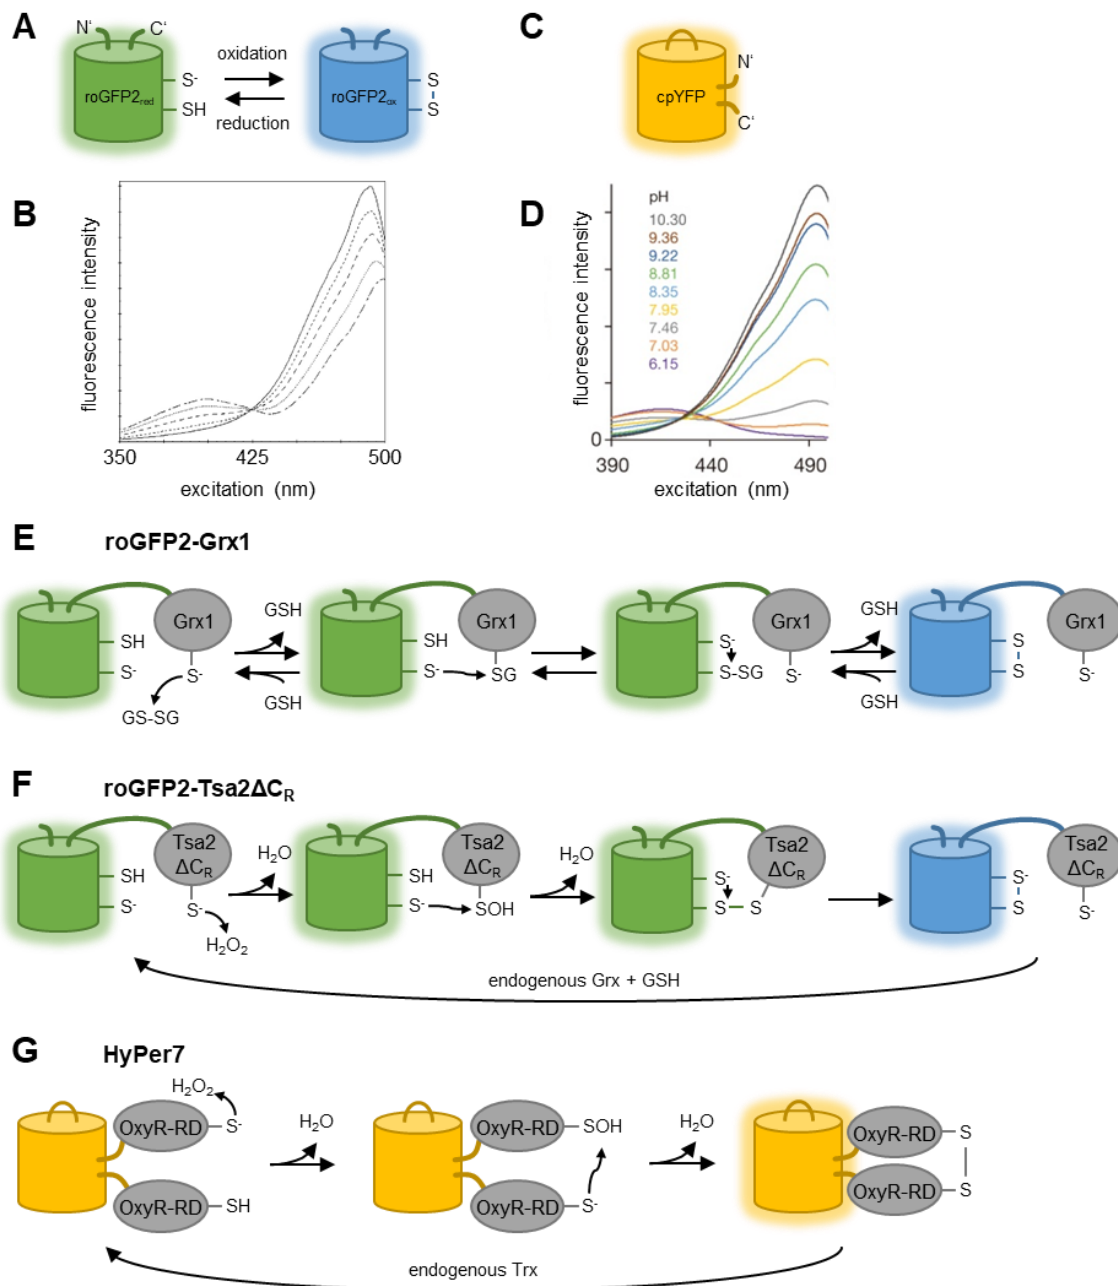 A
N' C'
roGFP2red
S-
SH
oxidation
reduction
roGFP2ox
S
S
C
cpYFP
N'
C'
B
fluorescence intensity
350 425 500
excitation (nm)
D
fluorescence intensity
pH
10.30
9.36
9.22
8.81
8.35
7.95
7.46
7.03
6.15
0
390 440 490
excitation (nm)
E roGFP2-Grx1
Grx1
SH
S-
S-
GS-SG
GSH
GSH
Grx1
SH
S-
SG
Grx1
S-
S-SG
S-
GSH
GSH
Grx1
S
S
S-
F roGFP2-Tsa2ΔCR
Tsa2
ΔCR
SH
S-
S-
H2O2
H2O
Tsa2
ΔCR
SH
S-
SOH
H2O
Tsa2
ΔCR
S-
S
S
Tsa2
ΔCR
S
S
S-
endogenous Grx + GSH
G HyPer7
H2O2
OxyR-RD
S-
OxyR-RD
SH
H2O
OxyR-RD
SOH
OxyR-RD
S-
H2O
OxyR-RD
S
OxyR-RD
S
endogenous Trx